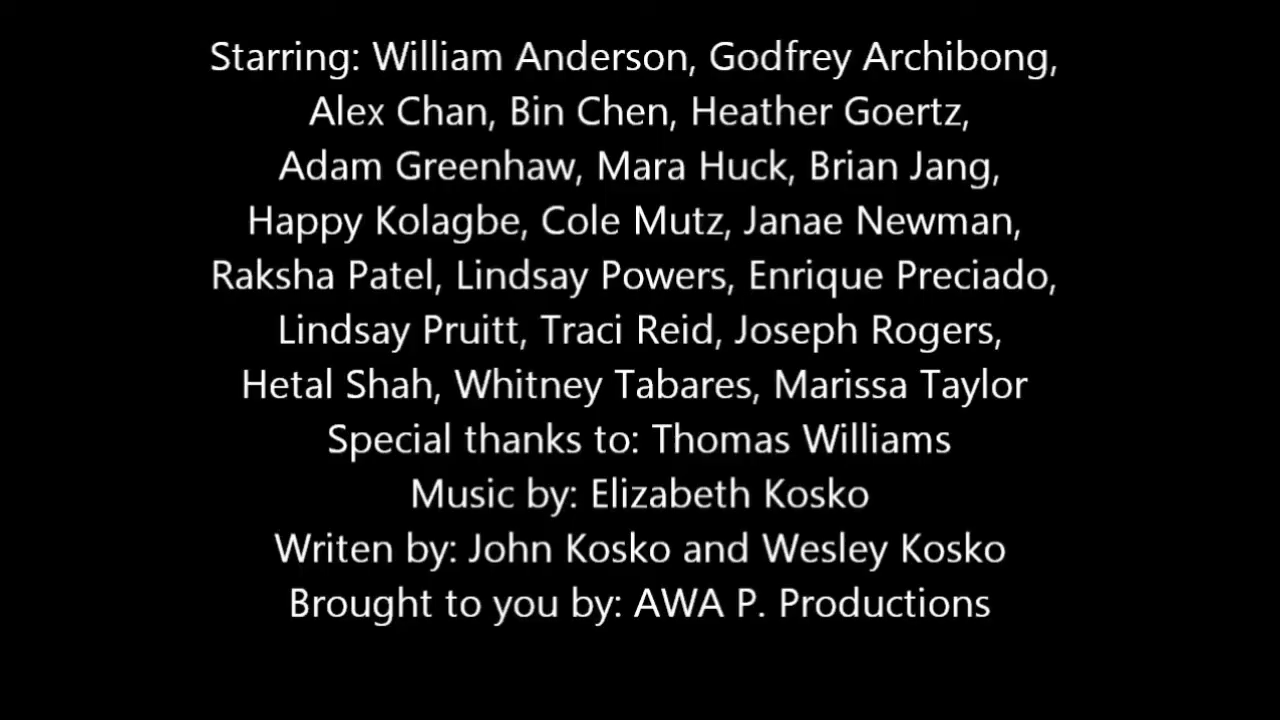 Starring: William Anderson, Godfrey Archibong,
Alex Chan, Bin Chen, Heather Goertz,
Adam Greenhaw, Mara Huck, Brian Jang,
Happy Kolagbe, Cole Mutz, Janae Newman,
Raksha Patel, Lindsay Powers, Enrique Preciado,
Lindsay Pruitt, Traci Reid, Joseph Rogers,
Hetal Shah, Whitney Tabares, Marissa Taylor
Special thanks to: Thomas Williams
Music by: Elizabeth Kosko
Writen by: John Kosko and Wesley Kosko
Brought to you by: AWA P. Productions